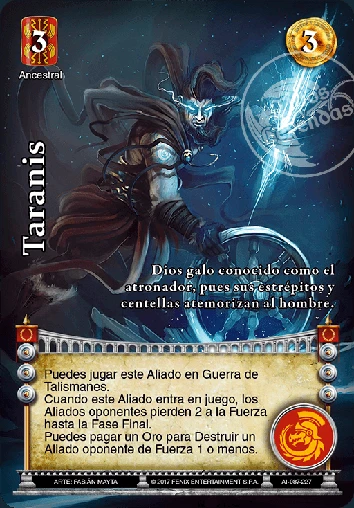 3
3
Ancestral
Taranis
Dios galo conocido como el
atronador, pues sus estrépitos y
centellas atemorizan al hombre.
Puedes jugar este Aliado en Guerra de
Talismanes.
Cuando este Aliado entra en juego, los
Aliados oponentes pierden 2 a la Fuerza
hasta la Fase Final.
Puedes pagar un Oro para Destruir un
Aliado oponente de Fuerza 1 o menos.
ARTE: FABIÁN MAYTA
© 2017 FENIX ENTERTAINMENT S.P.A.